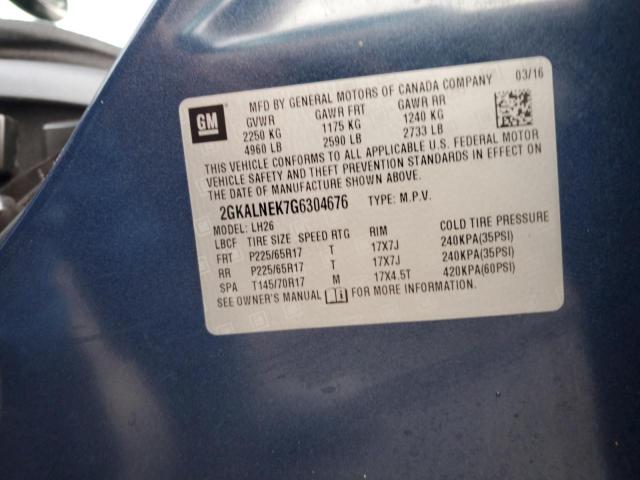 GM
MFD BY GENERAL MOTORS OF CANADA COMPANY 03/16
GVWR GAWR FRT GAWR RR
2250 KG 1175 KG 1240 KG
4960 LB 2590 LB 2733 LB
THIS VEHICLE CONFORMS TO ALL APPLICABLE U.S. FEDERAL MOTOR
VEHICLE SAFETY AND THEFT PREVENTION STANDARDS IN EFFECT ON
THE DATE OF MANUFACTURE SHOWN ABOVE.
2GKALNEK7G6304676 TYPE: M.P.V.
MODEL: LH26
LBCF TIRE SIZE SPEED RTG RIM COLD TIRE PRESSURE
FRT P225/65R17 T 17X7J 240KPA(35PSI)
RR P225/65R17 T 17X7J 240KPA(35PSI)
SPA T145/70R17 M 17X4.5T 420KPA(60PSI)
SEE OWNER'S MANUAL FOR MORE INFORMATION.